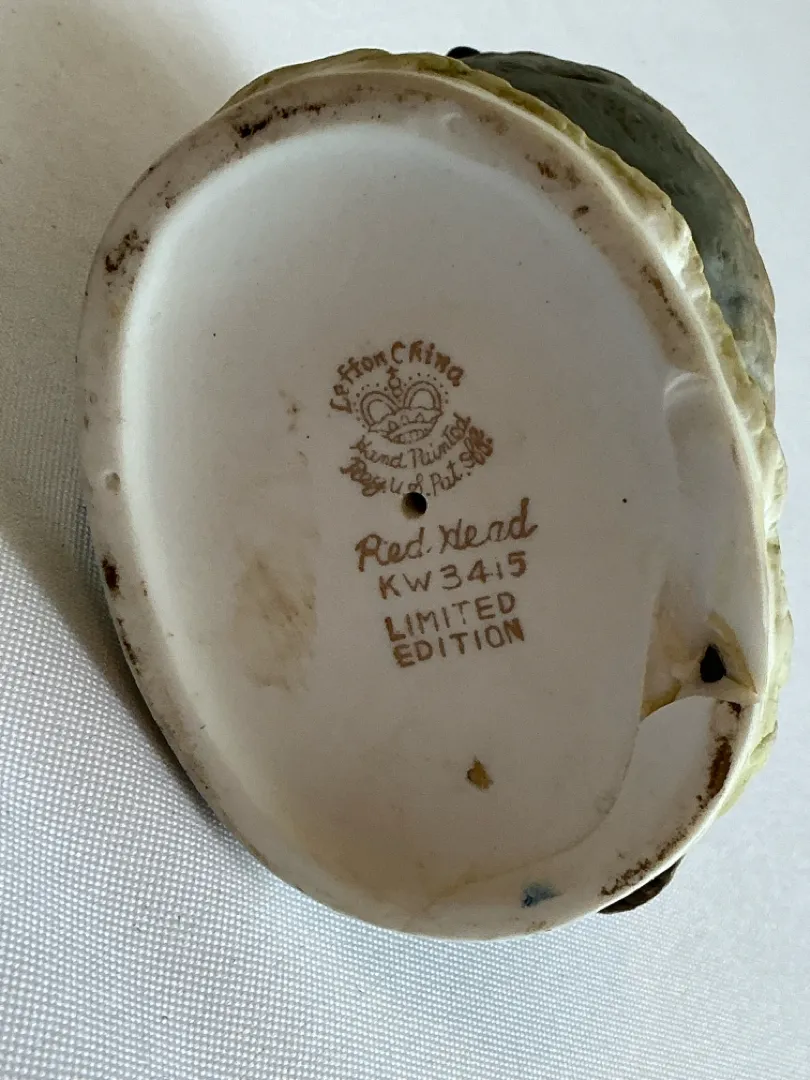 Lefton China
Hand Painted
Reg. U.S. Pat. Off.
Red. Head
KW3415
LIMITED
EDITION